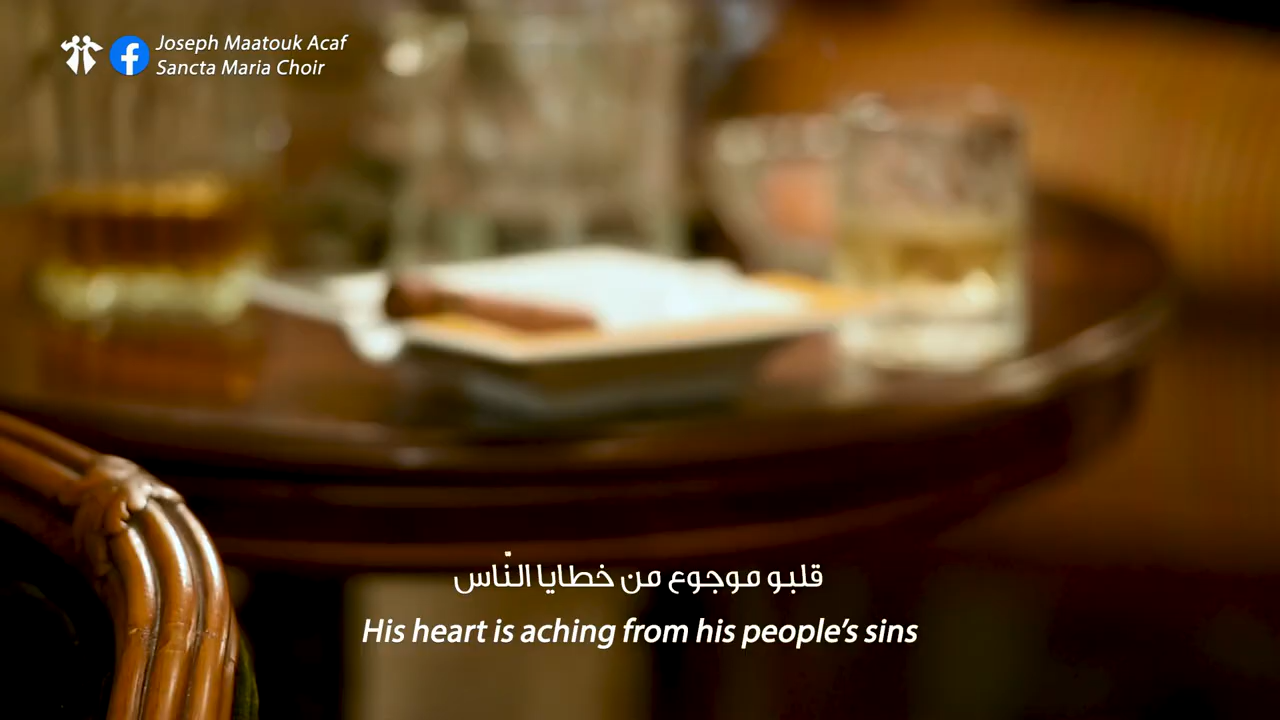 Joseph Maatouk Acaf
Sancta Maria Choir
قلبو موجوع من خطايا النّاس
His heart is aching from his people's sins